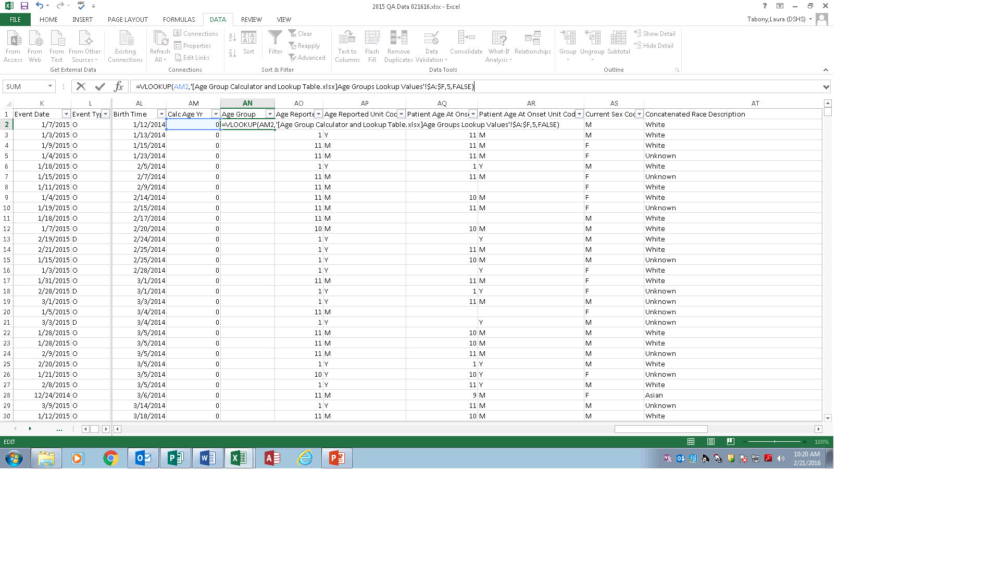 2015 QA Data 021616.xlsx - Excel
FILE HOME INSERT PAGE LAYOUT FORMULAS DATA REVIEW VIEW
Tabony,Laura (DSHS)
From Access From Web From Text From Other Sources Existing Connections Refresh All Connections Properties Edit Links Sort Filter Clear Reapply Advanced Text to Columns Flash Fill Remove Duplicates Data Validation Consolidate What-If Analysis Relationships Group Ungroup Subtotal Show Detail Hide Detail
Get External Data Connections Sort & Filter Data Tools Outline
SUM fx =VLOOKUP(AM2,'[Age Group Calculator and Lookup Table.xlsx]Age Groups Lookup Values'!$A:$F,5,FALSE)
K L AL AM AN AO AP AQ AR AS AT
1 Event Date Event Typ Birth Time Calc Age Yr Age Group Age Reporte Age Reported Unit Coc Patient Age At Ons Patient Age At Onset Unit Cod Current Sex Coc Concatenated Race Description
2 1/7/2015 O 1/12/2014 0 =VLOOKUP(AM2,'[Age Group Calculator and Lookup Table.xlsx]Age Groups Lookup Values'!$A:$F,5,FALSE) M White
3 1/3/2015 O 1/13/2014 0 1 Y 11 M M White
4 1/9/2015 O 1/15/2014 0 11 M 11 M F White
5 1/4/2015 O 1/23/2014 0 11 M 11 M F Unknown
6 1/18/2015 O 2/5/2014 0 1 Y 1 Y M White
7 1/15/2015 O 2/7/2014 0 11 M 11 M F Unknown
8 1/11/2015 O 2/9/2014 0 11 M F White
9 1/4/2015 O 2/14/2014 0 11 M 10 M F White
10 1/19/2015 O 2/15/2014 0 11 M 11 M F Unknown
11 1/18/2015 O 2/17/2014 0 11 M M White
12 1/7/2015 O 2/20/2014 0 10 M 10 M M White
13 2/19/2015 D 2/24/2014 0 1 Y Y M White
14 2/21/2015 O 2/25/2014 0 1 Y 11 M M White
15 1/15/2015 O 2/25/2014 0 1 Y 10 M M Unknown
16 1/3/2015 O 2/28/2014 0 1 Y Y F White
17 1/31/2015 O 3/1/2014 0 11 M 11 M F White
18 2/28/2015 D 3/1/2014 0 1 Y 1 Y F Unknown
19 3/1/2015 O 3/3/2014 0 1 Y 11 M M Unknown
20 1/5/2015 O 3/4/2014 0 11 M F Unknown
21 3/3/2015 D 3/4/2014 0 1 Y Y M Unknown
22 1/28/2015 O 3/5/2014 0 11 M 10 M M White
23 1/28/2015 O 3/5/2014 0 11 M 10 M M White
24 2/9/2015 O 3/5/2014 0 11 M 11 M M Unknown
25 2/20/2015 O 3/5/2014 0 1 Y 1 Y M White
26 1/21/2015 O 3/5/2014 0 10 Y 10 Y F Unknown
27 2/8/2015 O 3/5/2014 0 1 Y 11 Y M White
28 12/24/2014 O 3/6/2014 0 11 M 9 M F Asian
29 3/9/2015 O 3/14/2014 0 1 Y 11 M M Unknown
30 1/12/2015 O 3/18/2014 0 11 M 10 M M White
...
EDIT 100%
10:20 AM
2/21/2016